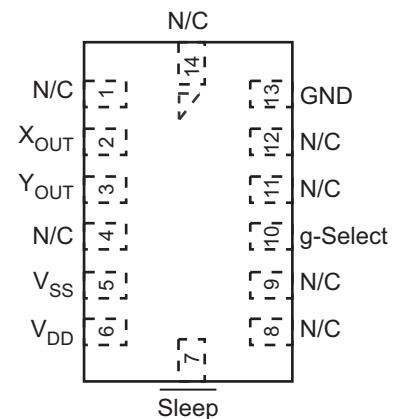 N/C
14
N/C 1 13 GND
XOUT 2 12 N/C
YOUT 3 11 N/C
N/C 4 10 g-Select
VSS 5 9 N/C
VDD 6 8 N/C
7
Sleep